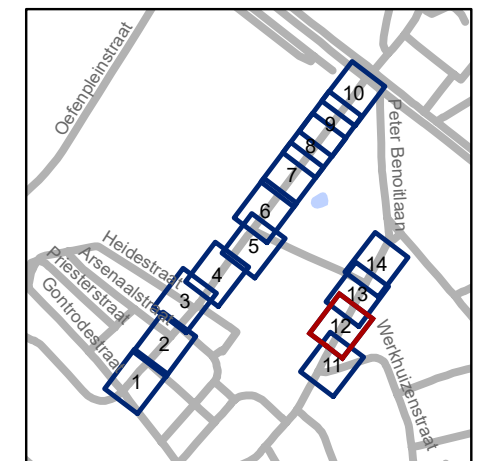 Oefenpleinstraat
10
Peter Benoitlaan
9
8
7
6
5
Heidestraat
Arsenaalstraat
Priesterstraat
Gontrodestraat
4
3
2
1
14
13
12
11
Werkhuizenstraat